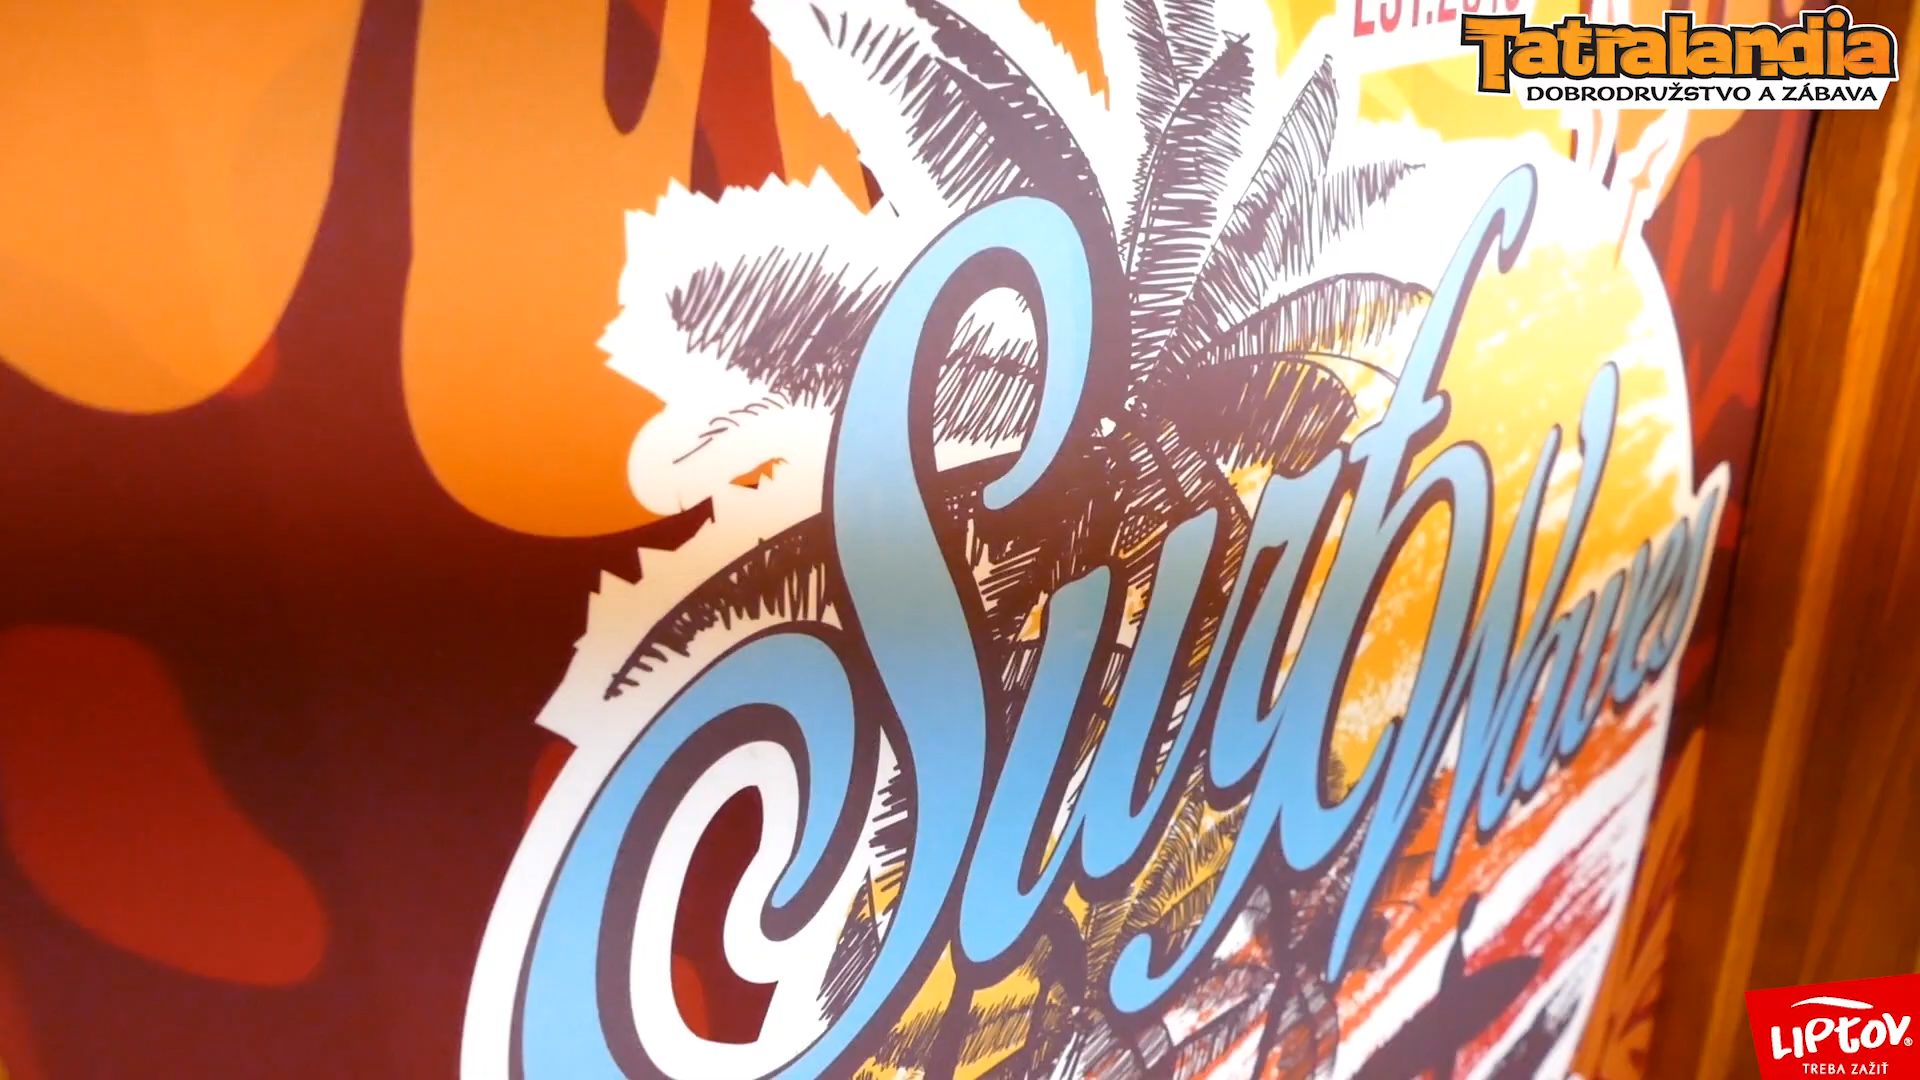 Tatralandia
DOBRODRUŽSTVO A ZÁBAVA
Surf Waves
LIPTOV®
TREBA ZAŽIŤ